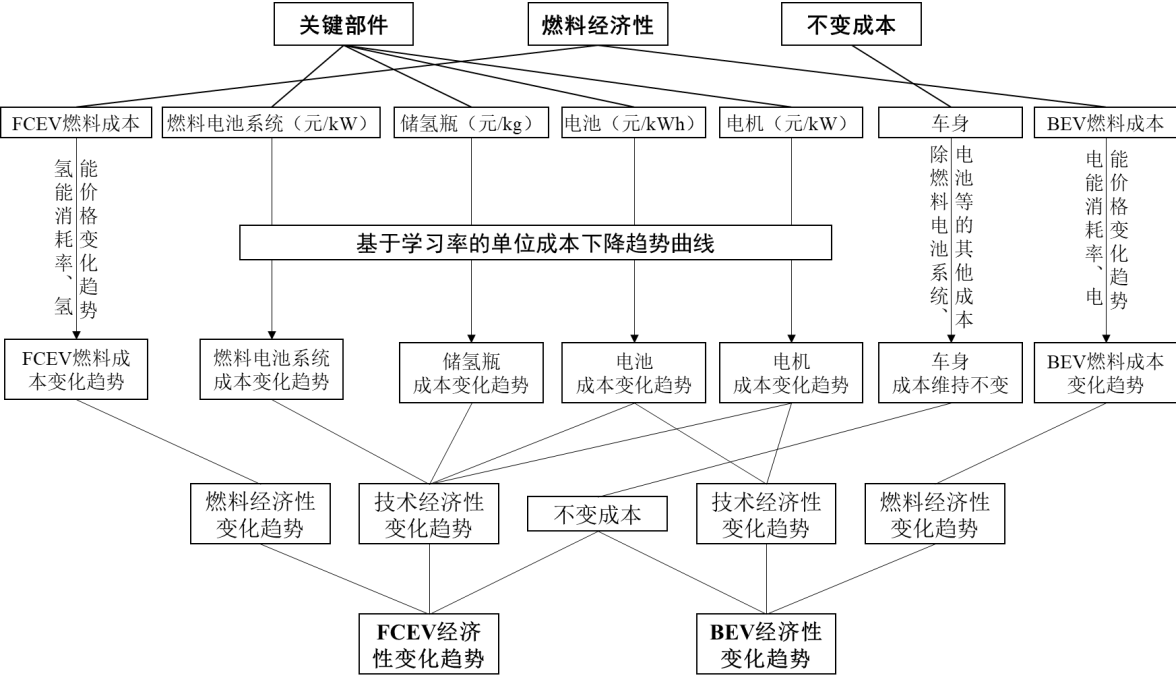 关键部件
燃料经济性
不变成本
FCEV燃料成本
燃料电池系统（元/kW）
储氢瓶（元/kg）
电池（元/kWh）
电机（元/kW）
车身
BEV燃料成本
氢能消耗率、氢
能价格变化趋势
除燃料电池系统、
电池等的其他成本
电能消耗率、电
能价格变化趋势
基于学习率的单位成本下降趋势曲线
FCEV燃料成
本变化趋势
燃料电池系统
成本变化趋势
储氢瓶
成本变化趋势
电池
成本变化趋势
电机
成本变化趋势
车身
成本维持不变
BEV燃料成本
变化趋势
燃料经济性
变化趋势
技术经济性
变化趋势
不变成本
技术经济性
变化趋势
燃料经济性
变化趋势
FCEV经济
性变化趋势
BEV经济性
变化趋势